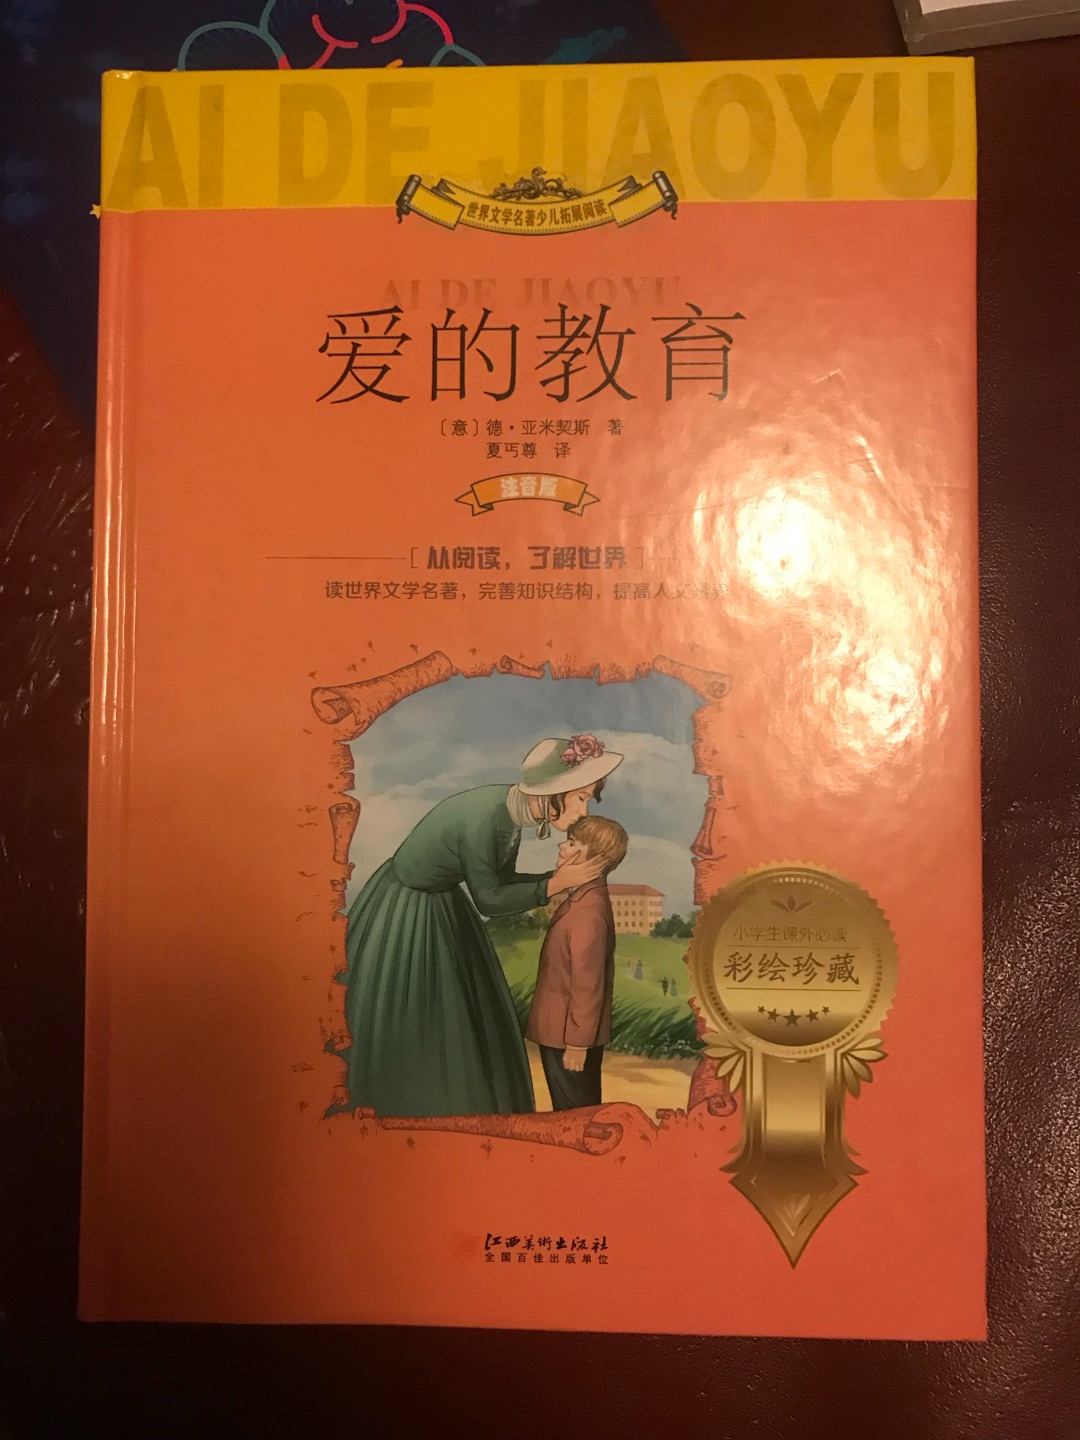 AI DE JIAOYU
世界文学名著少儿拓展阅读
AI DE JIAOYU
爱的教育
〔意〕德·亚米契斯 著
夏丏尊 译
注音版
[ 从阅读，了解世界 ]
读世界文学名著，完善知识结构，提高人文素养
小学生课外必读
彩绘珍藏
江西美术出版社
全国百佳出版单位